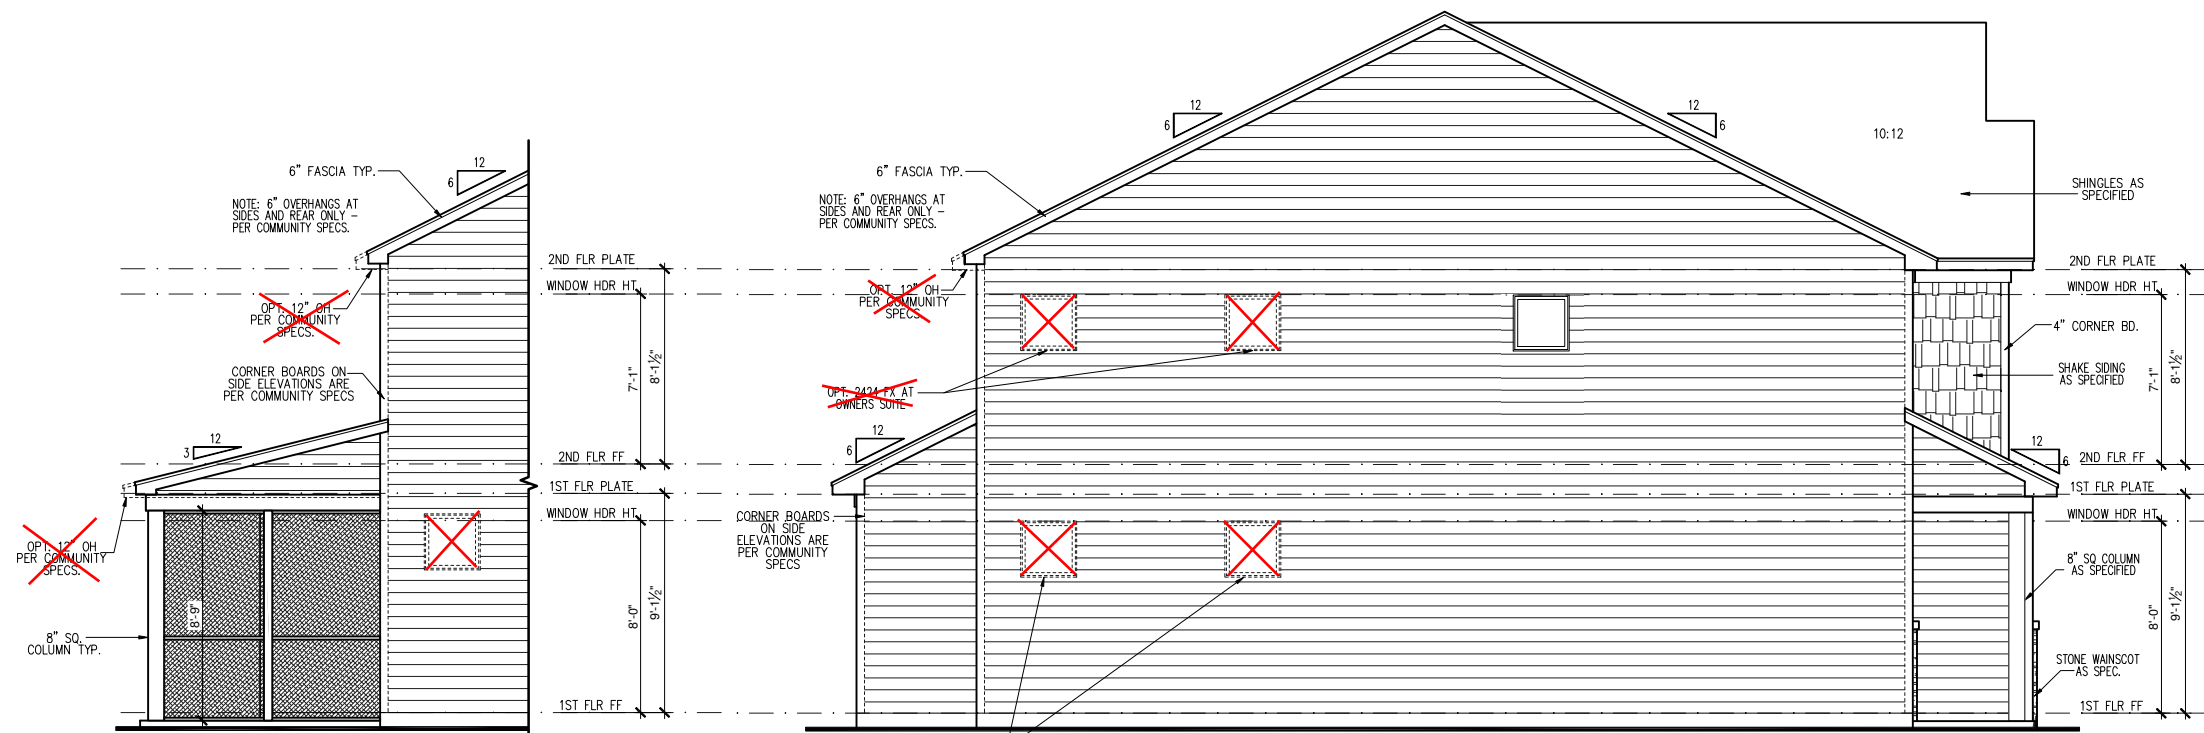 12
6
6" FASCIA TYP.
NOTE: 6" OVERHANGS AT
SIDES AND REAR ONLY –
PER COMMUNITY SPECS.
2ND FLR PLATE
WINDOW HDR HT
OPT. 12" OH
PER COMMUNITY
SPECS.
7'-1"
8'-1½"
CORNER BOARDS ON
SIDE ELEVATIONS ARE
PER COMMUNITY SPECS
12
3
2ND FLR FF
1ST FLR PLATE
WINDOW HDR HT
OPT. 12" OH
PER COMMUNITY
SPECS.
8'-9"
8'-0"
9'-1½"
8" SQ.
COLUMN TYP.
1ST FLR FF
12
6
12
6
10:12
6" FASCIA TYP.
NOTE: 6" OVERHANGS AT
SIDES AND REAR ONLY –
PER COMMUNITY SPECS.
SHINGLES AS
SPECIFIED
2ND FLR PLATE
WINDOW HDR HT
OPT. 12" OH
PER COMMUNITY
SPECS
4" CORNER BD.
SHAKE SIDING
AS SPECIFIED
7'-1"
8'-1½"
OPT. 2424 FX AT
OWNERS SUITE
12
6
12
6
2ND FLR FF
1ST FLR PLATE
WINDOW HDR HT
CORNER BOARDS
ON SIDE
ELEVATIONS ARE
PER COMMUNITY
SPECS
8" SQ COLUMN
AS SPECIFIED
8'-0"
9'-1½"
STONE WAINSCOT
AS SPEC.
1ST FLR FF